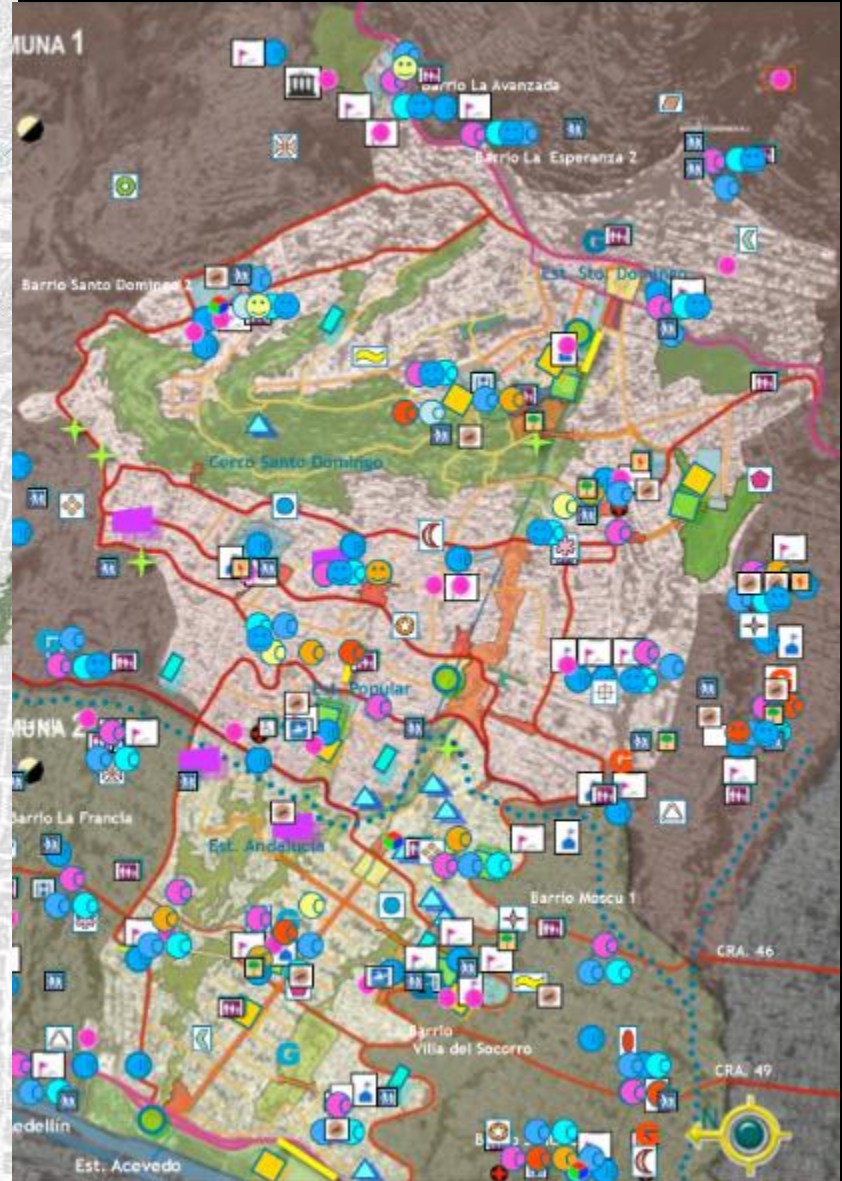 MUNA 1
Barrio La Avanzada
Barrio La Esperanza 2
Est. Sto. Domingo
Barrio Santo Domingo 2
Cerro Santo Domingo
Est. Popular
MUNA 2
Barrio La Francia
Est. Andalucia
Barrio Moscu 1
CRA. 46
Barrio
Villa del Socorro
CRA. 49
N
edellín
Est. Acevedo
G
G
G
G
G